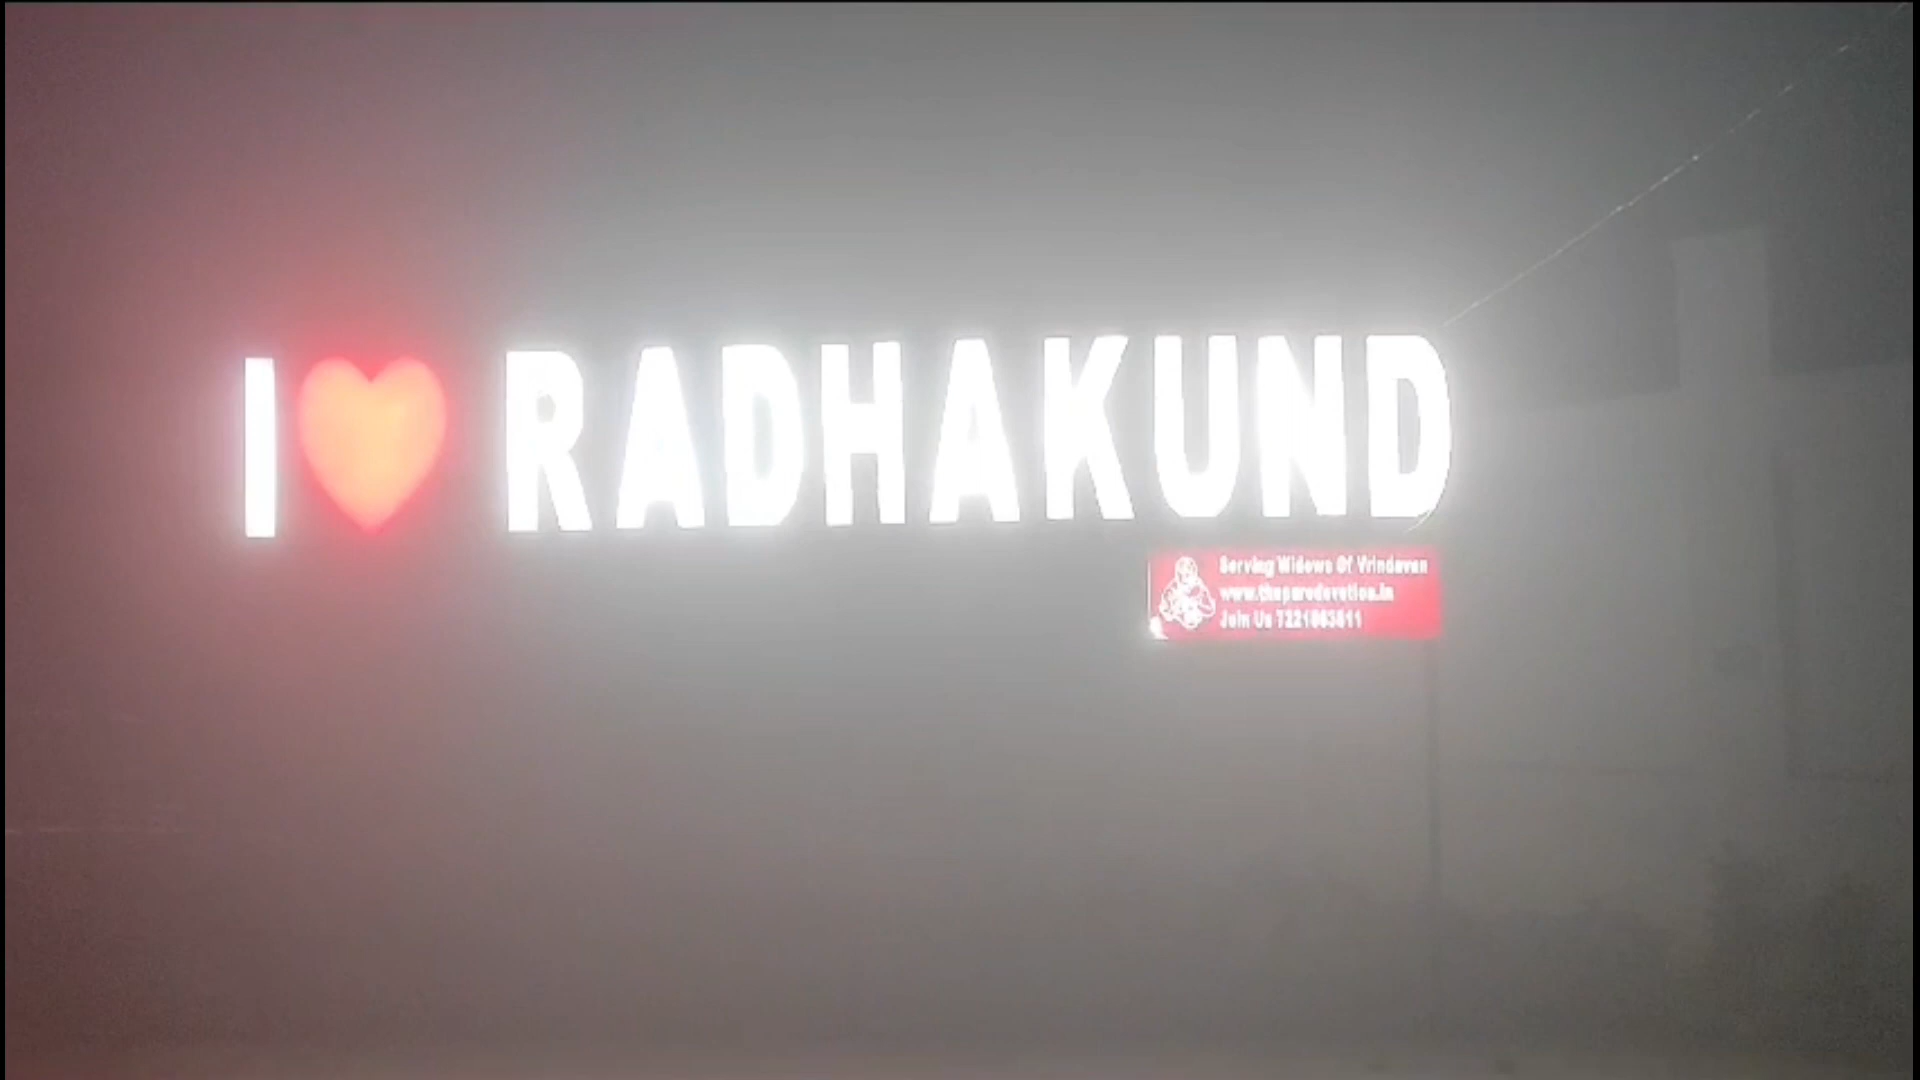 I ❤ RADHAKUND
Serving Widows Of Vrindavan
www.thepuredevotion.in
Join Us